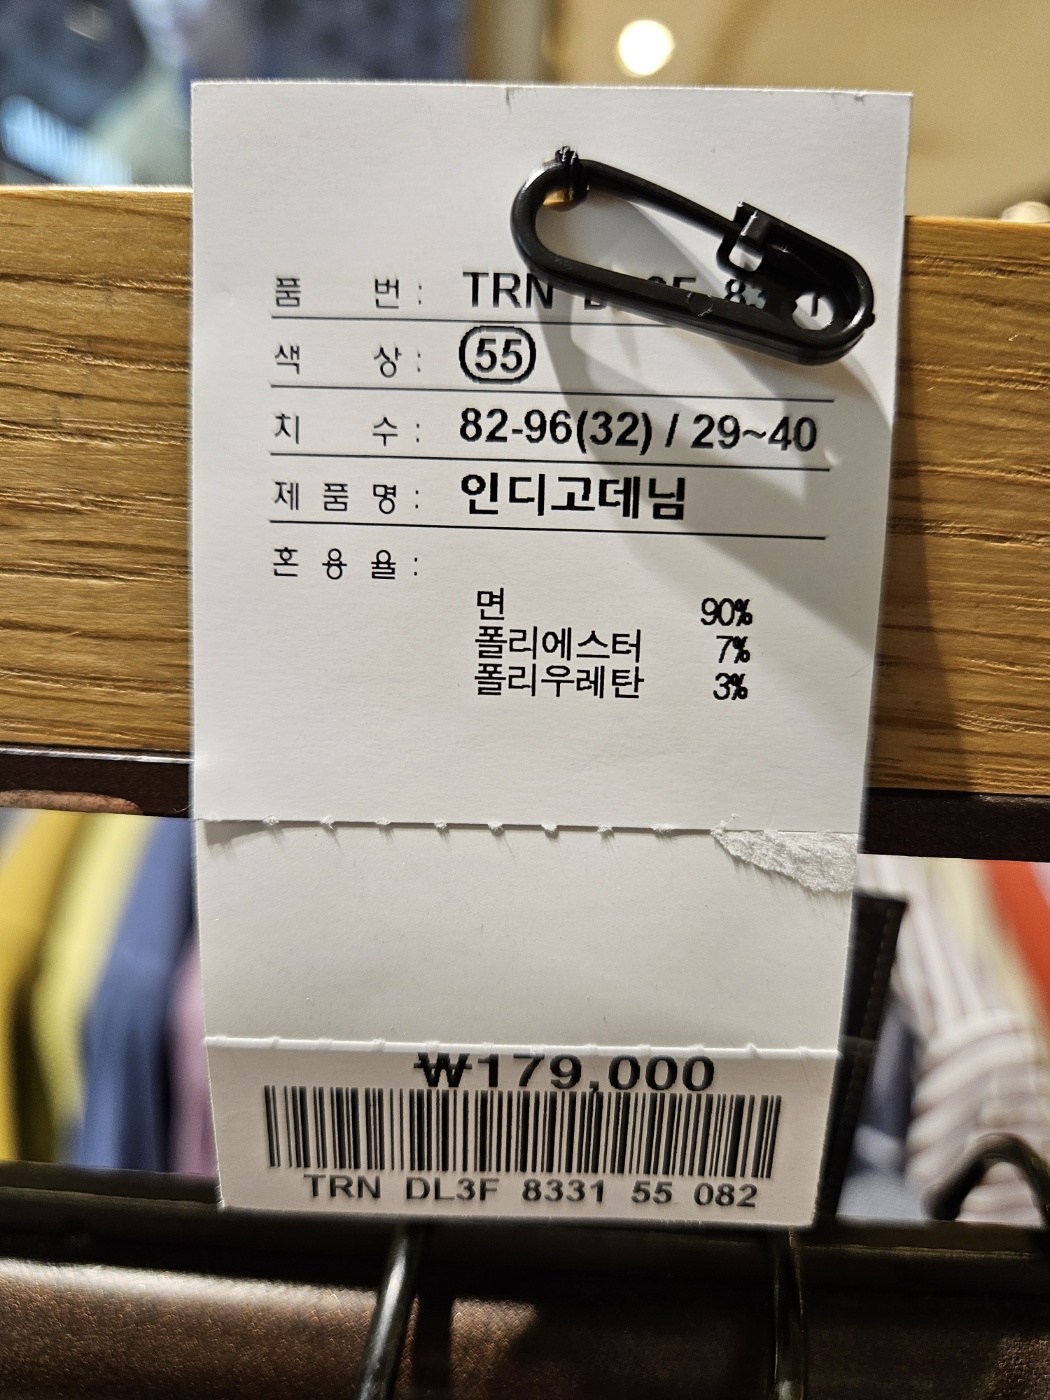 품 번 : TRN
색 상 : 55
치 수 : 82-96(32) / 29~40
제 품 명 : 인디고데님
혼 용 율 :
면 90%
폴리에스터 7%
폴리우레탄 3%
₩179,000
TRN DL3F 8331 55 082